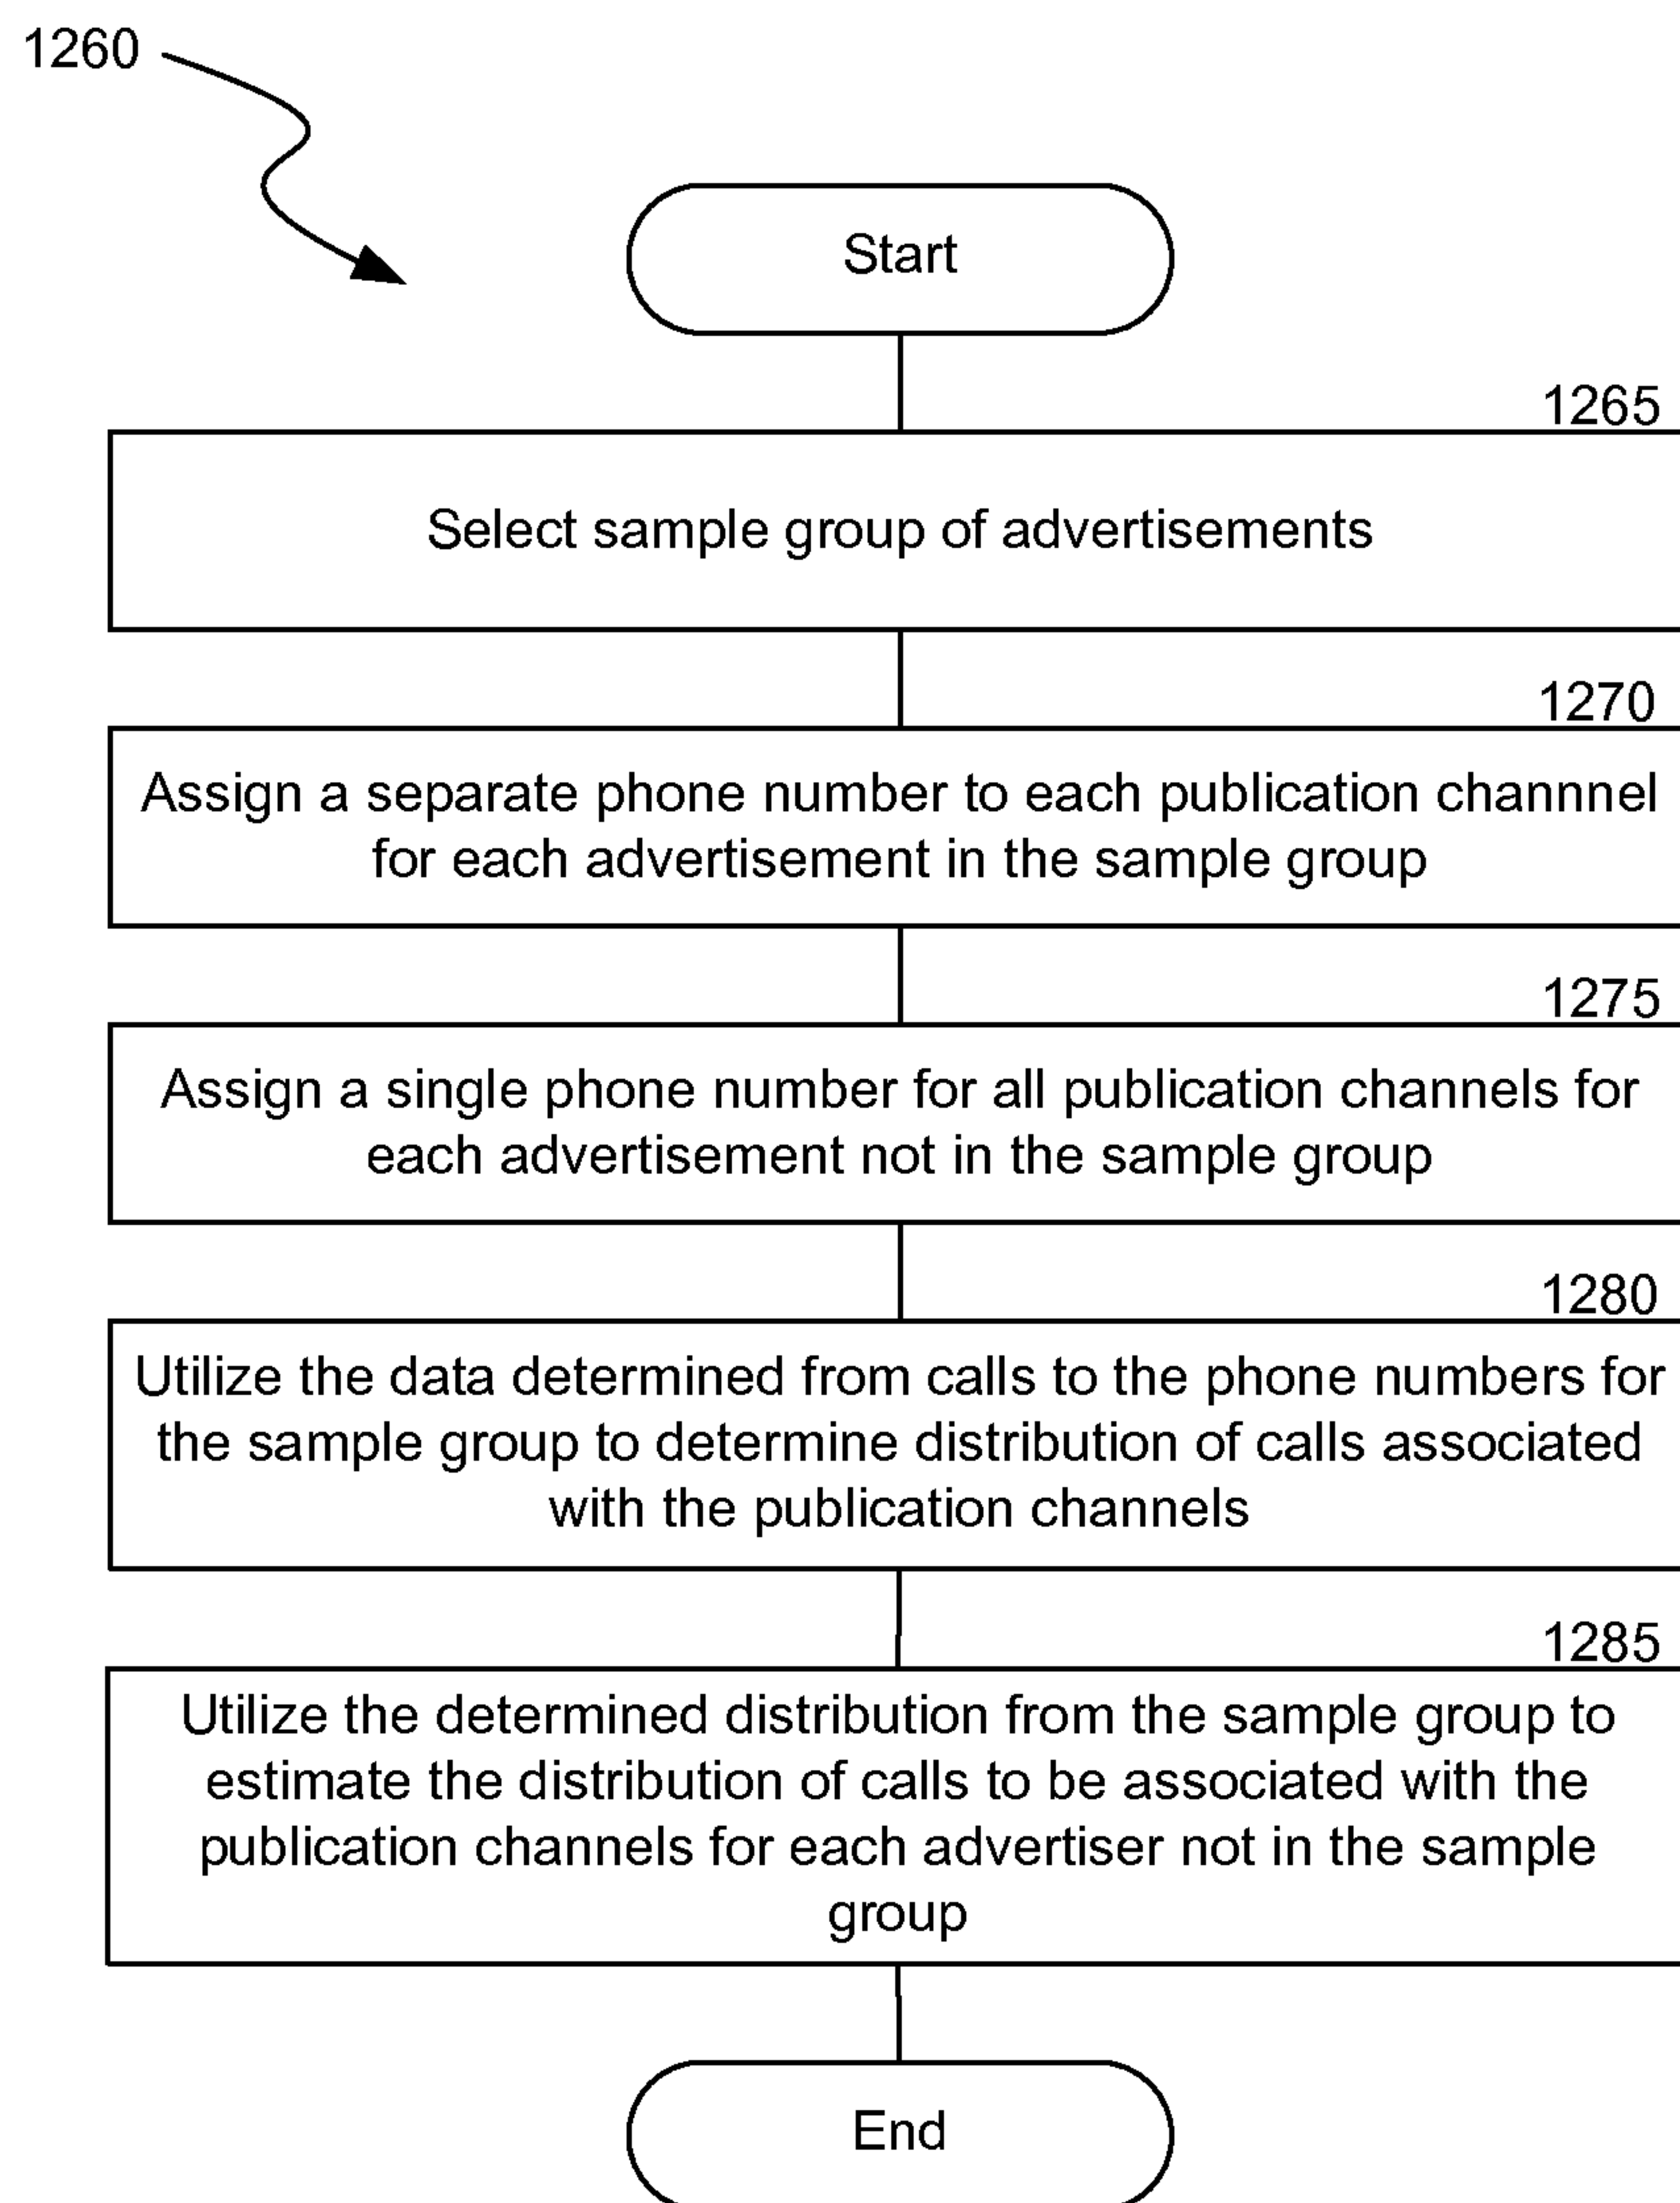 1260
Start
1265
Select sample group of advertisements
1270
Assign a separate phone number to each publication channnel
for each advertisement in the sample group
1275
Assign a single phone number for all publication channels for
each advertisement not in the sample group
1280
Utilize the data determined from calls to the phone numbers for
the sample group to determine distribution of calls associated
with the publication channels
1285
Utilize the determined distribution from the sample group to
estimate the distribution of calls to be associated with the
publication channels for each advertiser not in the sample
group
End